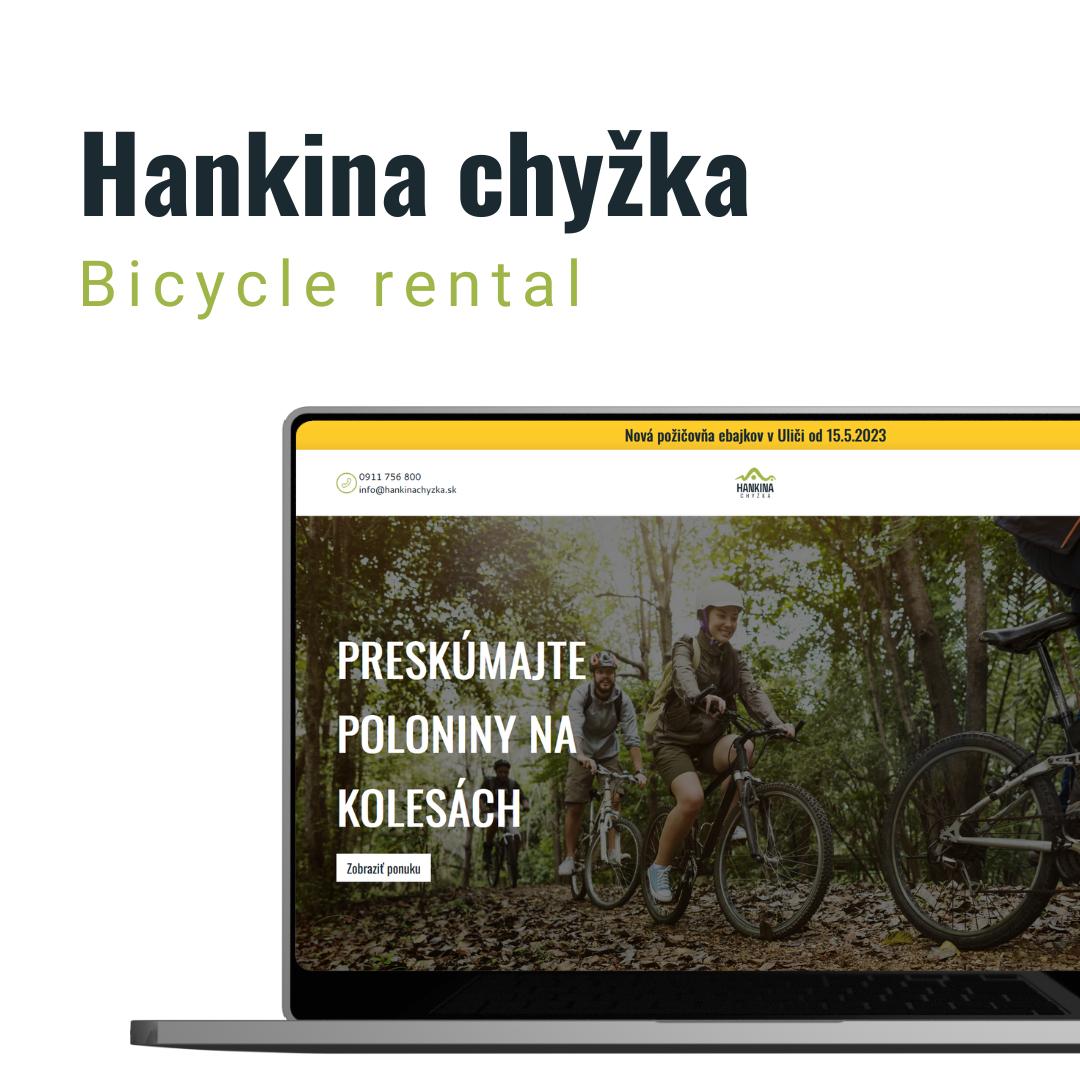 Hankina chyžka
Bicycle rental
Nová požičovňa ebajkov v Uliči od 15.5.2023
0911 756 800
info@hankinachyzka.sk
HANKINA
CHYŽKA
PRESKÚMAJTE
POLONINY NA
KOLESÁCH
Zobraziť ponuku